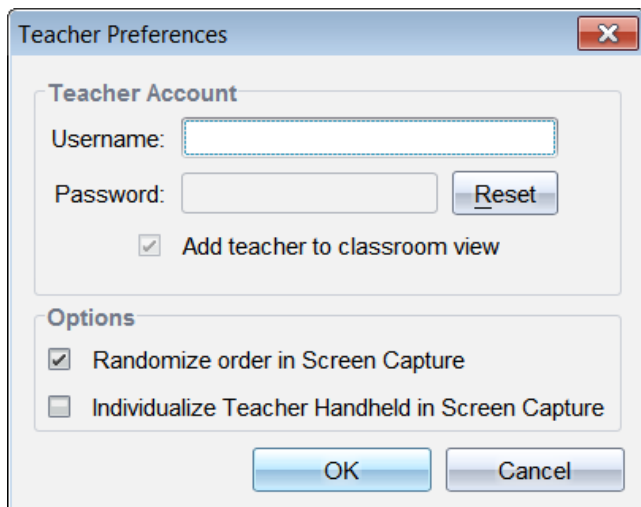 Teacher Preferences
Teacher Account
Username:
Password:
Reset
Add teacher to classroom view
Options
Randomize order in Screen Capture
Individualize Teacher Handheld in Screen Capture
OK
Cancel